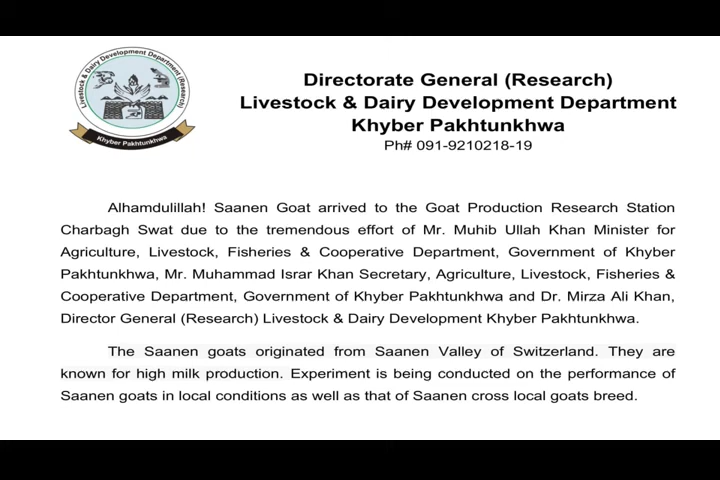 Livestock & Dairy Development Department (Research)
Khyber Pakhtunkhwa
Directorate General (Research)
Livestock & Dairy Development Department
Khyber Pakhtunkhwa
Ph# 091-9210218-19
Alhamdulillah! Saanen Goat arrived to the Goat Production Research Station
Charbagh Swat due to the tremendous effort of Mr. Muhib Ullah Khan Minister for
Agriculture, Livestock, Fisheries & Cooperative Department, Government of Khyber
Pakhtunkhwa, Mr. Muhammad Israr Khan Secretary, Agriculture, Livestock, Fisheries &
Cooperative Department, Government of Khyber Pakhtunkhwa and Dr. Mirza Ali Khan,
Director General (Research) Livestock & Dairy Development Khyber Pakhtunkhwa.
The Saanen goats originated from Saanen Valley of Switzerland. They are
known for high milk production. Experiment is being conducted on the performance of
Saanen goats in local conditions as well as that of Saanen cross local goats breed.